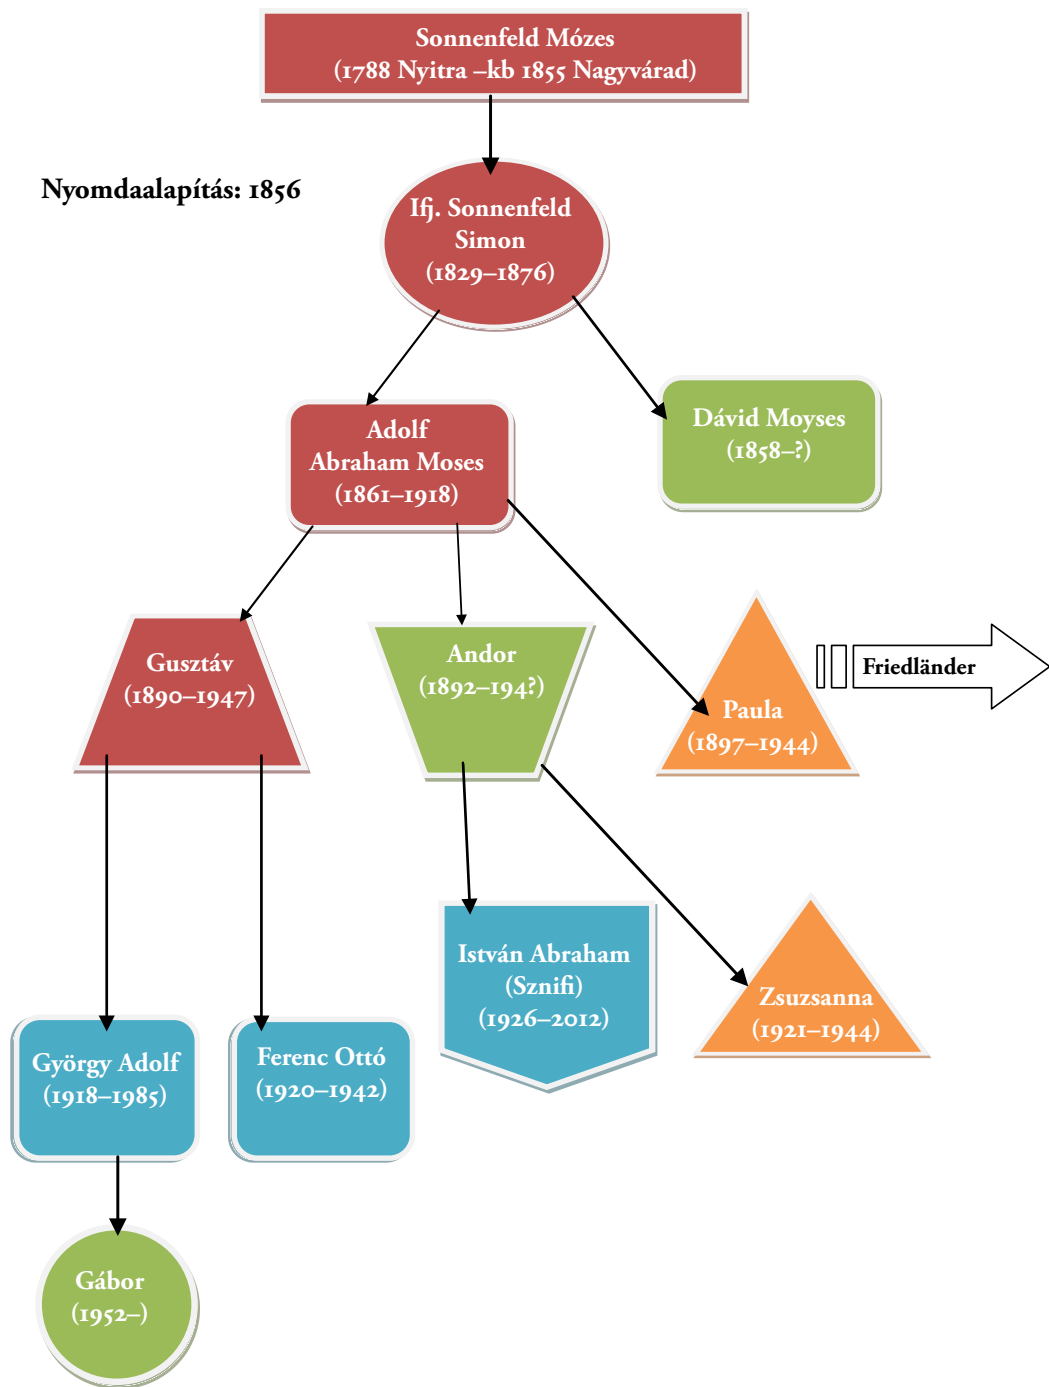 Sonnenfeld Mózes
(1788 Nyitra –kb 1855 Nagyvárad)
Nyomdaalapítás: 1856
Ifj. Sonnenfeld
Simon
(1829–1876)
Adolf
Abraham Moses
(1861–1918)
Dávid Moyses
(1858–?)
Gusztáv
(1890–1947)
Andor
(1892–194?)
Paula
(1897–1944)
Friedländer
István Abraham
(Sznifi)
(1926–2012)
Zsuzsanna
(1921–1944)
György Adolf
(1918–1985)
Ferenc Ottó
(1920–1942)
Gábor
(1952–)